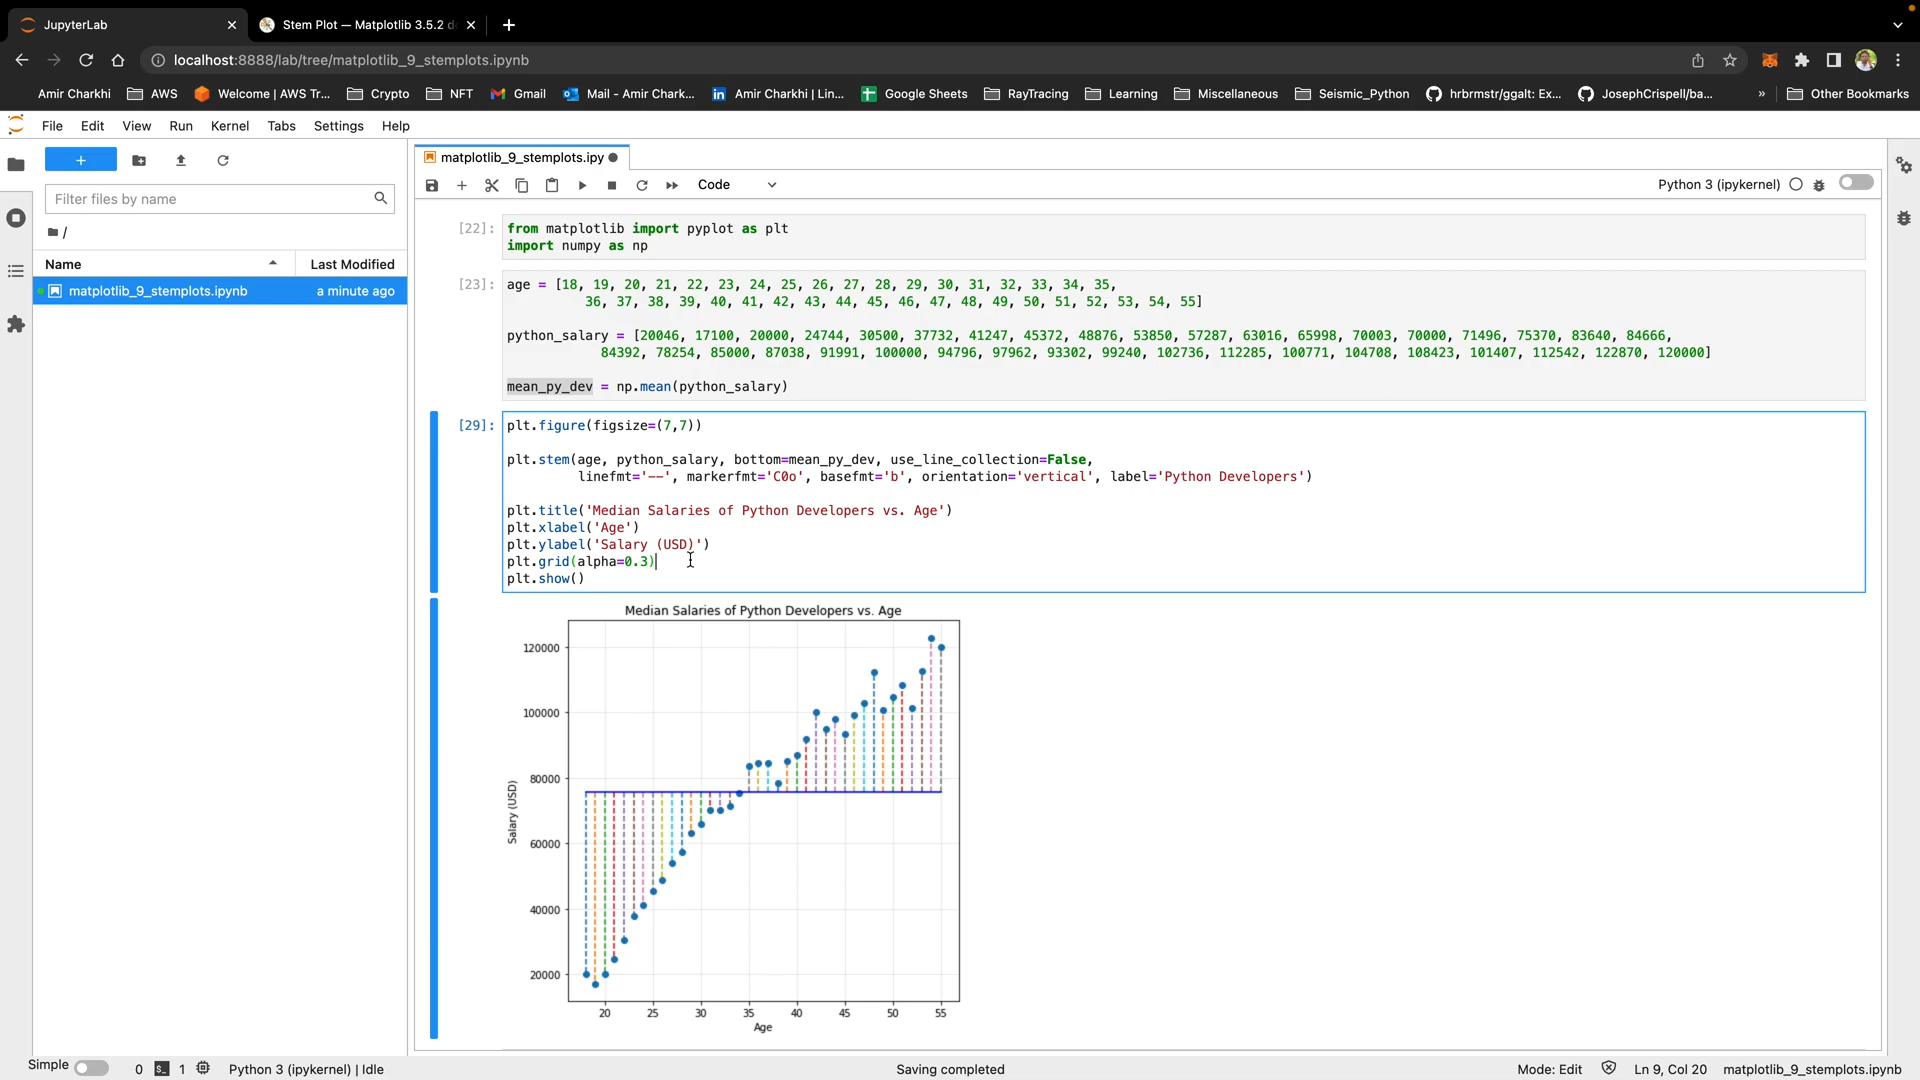 JupyterLab
Stem Plot — Matplotlib 3.5.2 d
localhost:8888/lab/tree/matplotlib_9_stemplots.ipynb
Amir Charkhi
AWS
Welcome | AWS Tr...
Crypto
NFT
Gmail
Mail - Amir Chark...
Amir Charkhi | Lin...
Google Sheets
RayTracing
Learning
Miscellaneous
Seismic_Python
hrbrmstr/ggalt: Ex...
JosephCrispell/ba...
»
Other Bookmarks
File Edit View Run Kernel Tabs Settings Help
matplotlib_9_stemplots.ipy
Filter files by name
Code
Python 3 (ipykernel)
/
Name
Last Modified
matplotlib_9_stemplots.ipynb
a minute ago
[22]:
from matplotlib import pyplot as plt
import numpy as np
[23]:
age = [18, 19, 20, 21, 22, 23, 24, 25, 26, 27, 28, 29, 30, 31, 32, 33, 34, 35,
36, 37, 38, 39, 40, 41, 42, 43, 44, 45, 46, 47, 48, 49, 50, 51, 52, 53, 54, 55]
python_salary = [20046, 17100, 20000, 24744, 30500, 37732, 41247, 45372, 48876, 53850, 57287, 63016, 65998, 70003, 70000, 71496, 75370, 83640, 84666,
84392, 78254, 85000, 87038, 91991, 100000, 94796, 97962, 93302, 99240, 102736, 112285, 100771, 104708, 108423, 101407, 112542, 122870, 120000]
mean_py_dev = np.mean(python_salary)
[29]:
plt.figure(figsize=(7,7))
plt.stem(age, python_salary, bottom=mean_py_dev, use_line_collection=False,
linefmt='--', markerfmt='C0o', basefmt='b', orientation='vertical', label='Python Developers')
plt.title('Median Salaries of Python Developers vs. Age')
plt.xlabel('Age')
plt.ylabel('Salary (USD)')
plt.grid(alpha=0.3)
plt.show()
Median Salaries of Python Developers vs. Age
120000
100000
80000
60000
40000
20000
Salary (USD)
20 25 30 35 40 45 50 55
Age
Simple
0
1
Python 3 (ipykernel) | Idle
Saving completed
Mode: Edit
Ln 9, Col 20
matplotlib_9_stemplots.ipynb